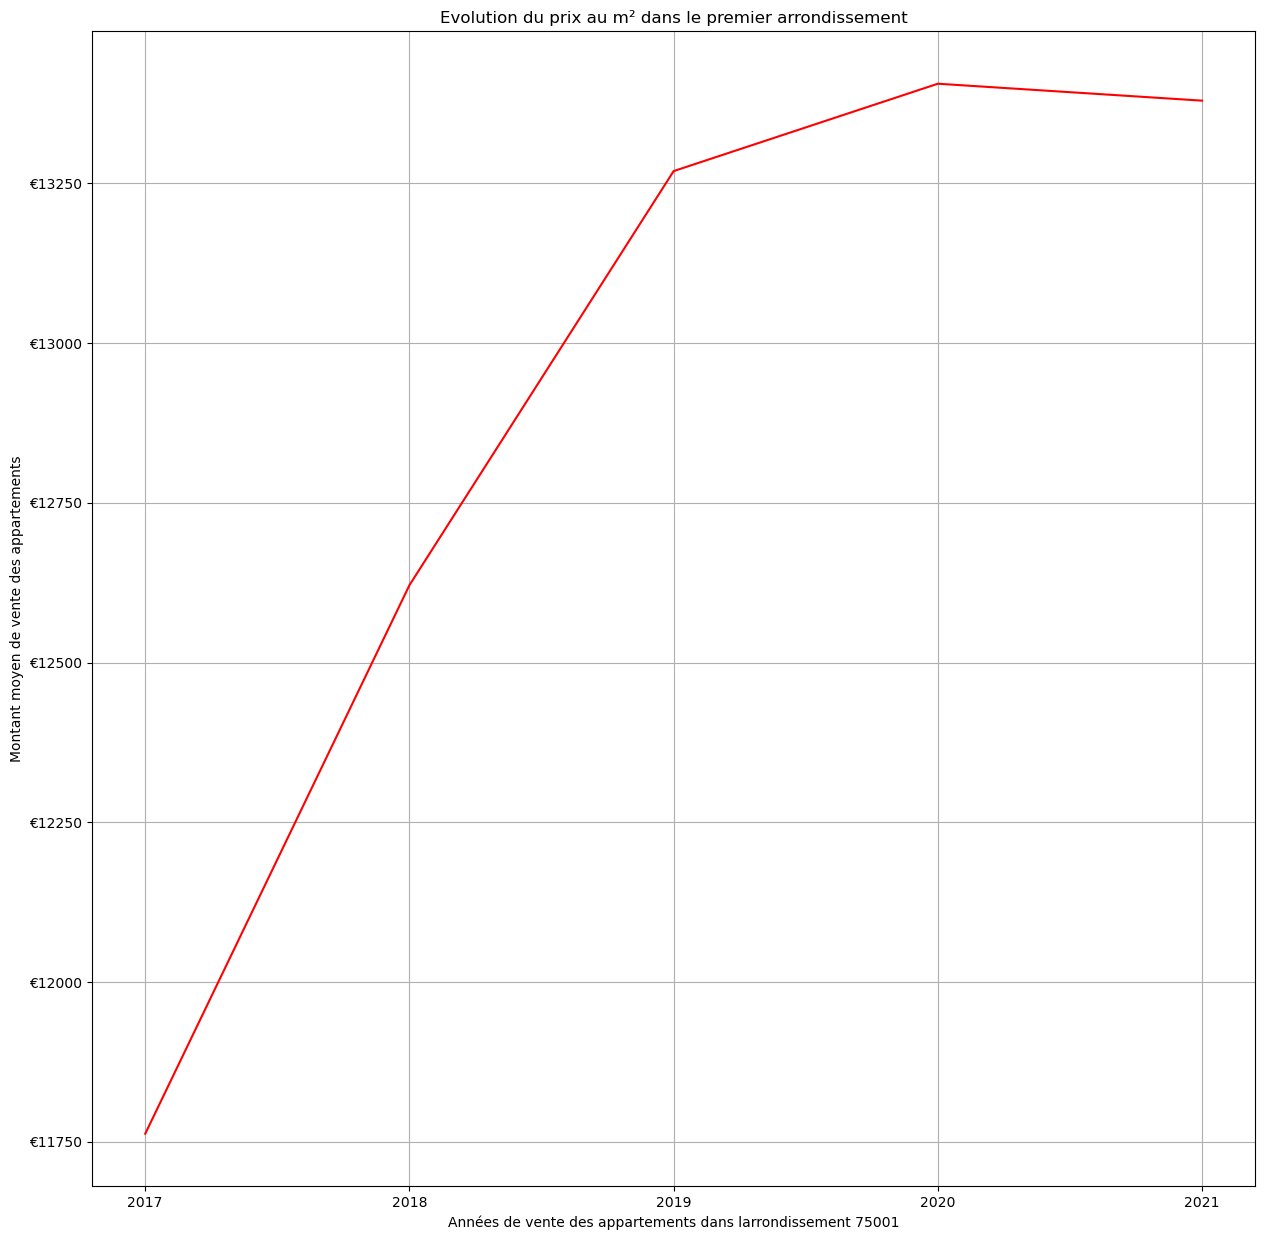 Evolution du prix au m² dans le premier arrondissement
€13250
€13000
€12750
€12500
€12250
€12000
€11750
Montant moyen de vente des appartements
2017 2018 2019 2020 2021
Années de vente des appartements dans larrondissement 75001